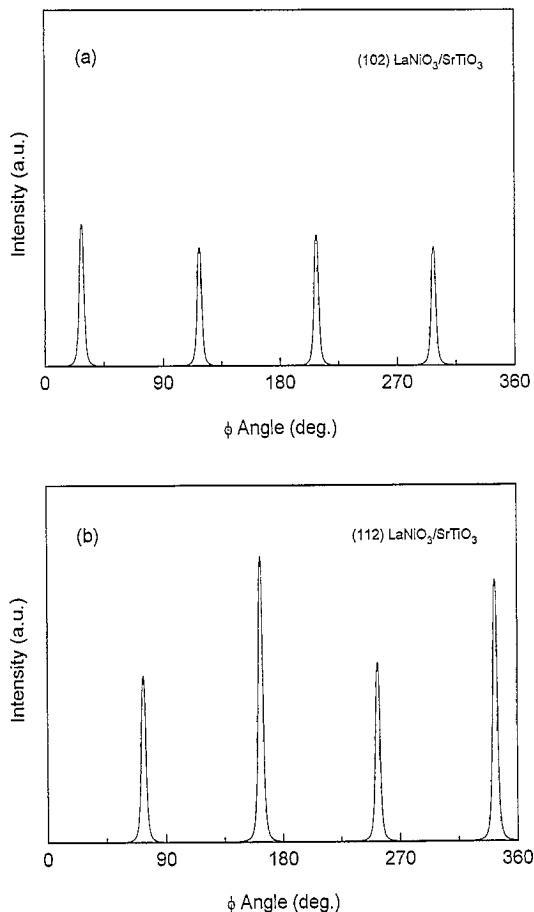 (a)
(102) LaNiO₃/SrTiO₃
Intensity (a.u.)
0 90 180 270 360
ϕ Angle (deg.)
(b)
(112) LaNiO₃/SrTiO₃
Intensity (a.u.)
0 90 180 270 360
ϕ Angle (deg.)